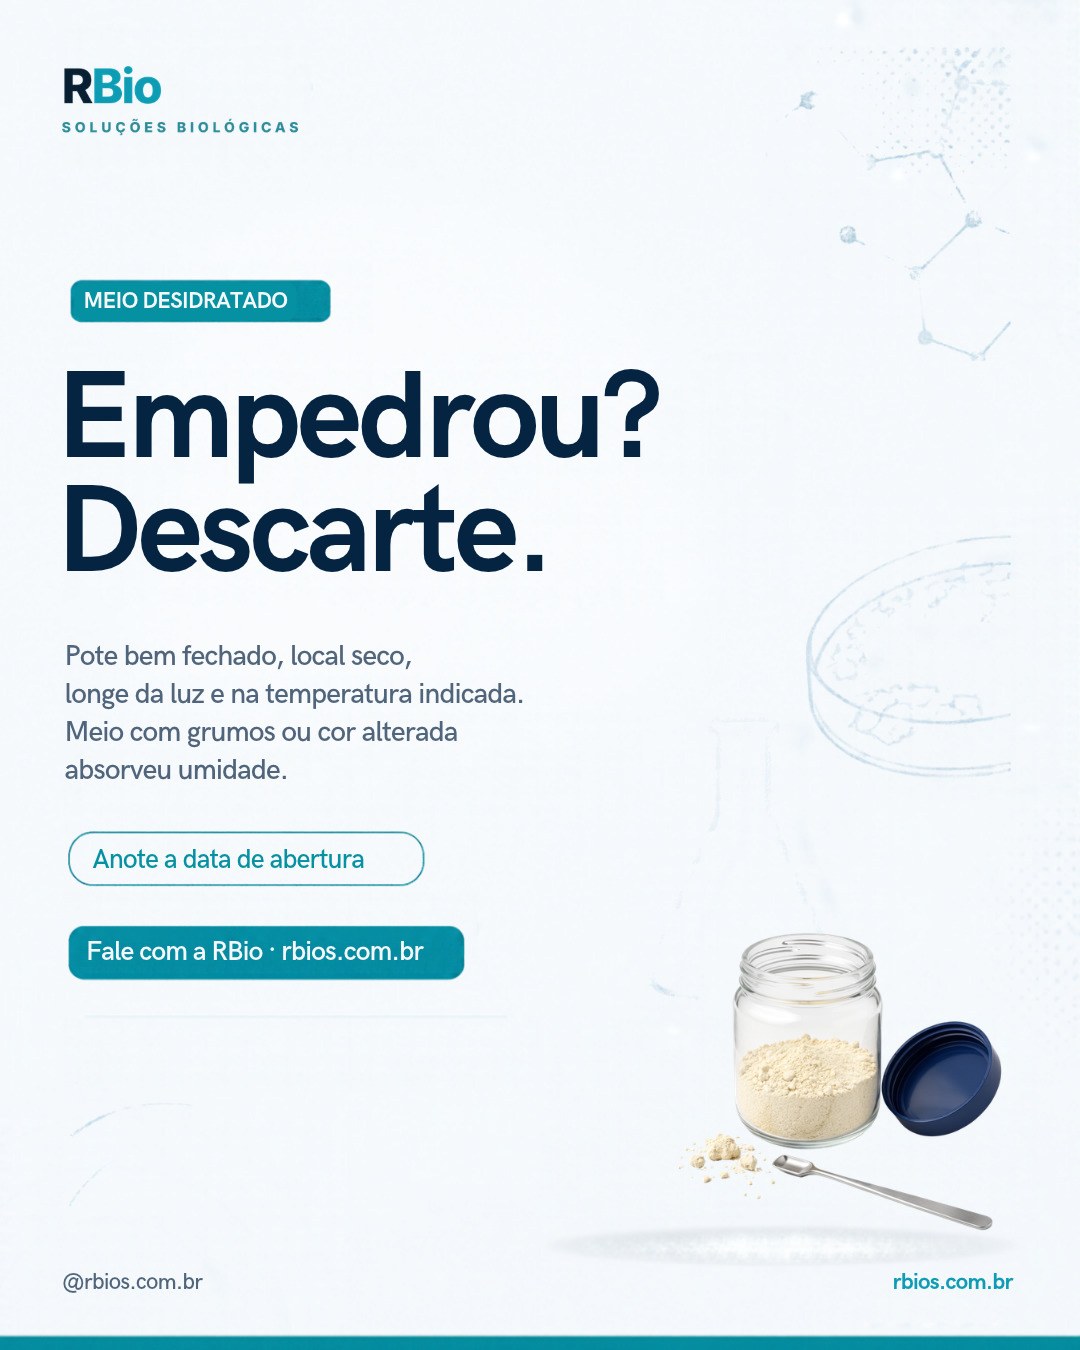 RBio
SOLUÇÕES BIOLÓGICAS
MEIO DESIDRATADO
Empedrou?
Descarte.
Pote bem fechado, local seco,
longe da luz e na temperatura indicada.
Meio com grumos ou cor alterada
absorveu umidade.
Anote a data de abertura
Fale com a RBio · rbios.com.br
@rbios.com.br
rbios.com.br